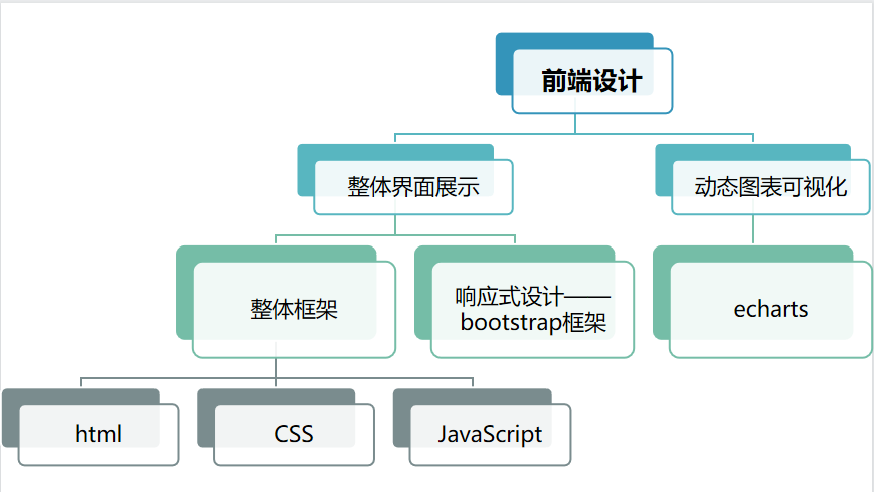 前端设计
整体界面展示
动态图表可视化
整体框架
响应式设计——
bootstrap框架
echarts
html
CSS
JavaScript